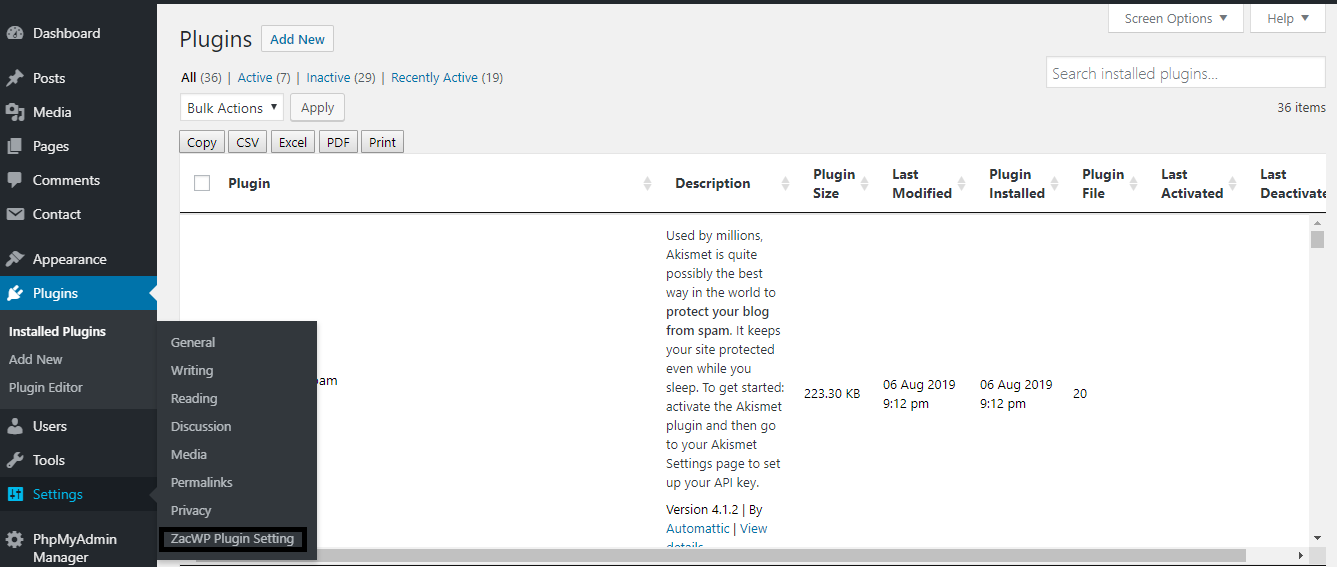 Dashboard
Posts
Media
Pages
Comments
Contact
Appearance
Plugins
Installed Plugins
Add New
Plugin Editor
Users
Tools
Settings
PhpMyAdmin
Manager
General
Writing
Reading
Discussion
Media
Permalinks
Privacy
ZacWP Plugin Setting
Screen Options ▼
Help ▼
Plugins Add New
All (36) | Active (7) | Inactive (29) | Recently Active (19)
Search installed plugins...
Bulk Actions ▼ Apply
36 items
Copy CSV Excel PDF Print
Plugin
Description
Plugin
Size
Last
Modified
Plugin
Installed
Plugin
File
Last
Activated
Last
Deactivate
Used by millions,
Akismet is quite
possibly the best
way in the world to
protect your blog
from spam. It keeps
your site protected
even while you
sleep. To get started:
activate the Akismet
plugin and then go
to your Akismet
Settings page to set
up your API key.
Version 4.1.2 | By
Automattic | View
details
223.30 KB
06 Aug 2019
9:12 pm
06 Aug 2019
9:12 pm
20